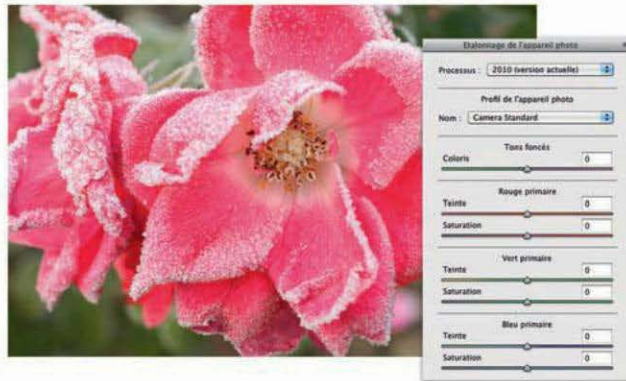 Etalonnage de l'appareil photo
Processus : 2010 (version actuelle)
Profil de l'appareil photo
Nom : Camera Standard
Tons foncés
Coloris 0
Rouge primaire
Teinte 0
Saturation 0
Vert primaire
Teinte 0
Saturation 0
Bleu primaire
Teinte 0
Saturation 0